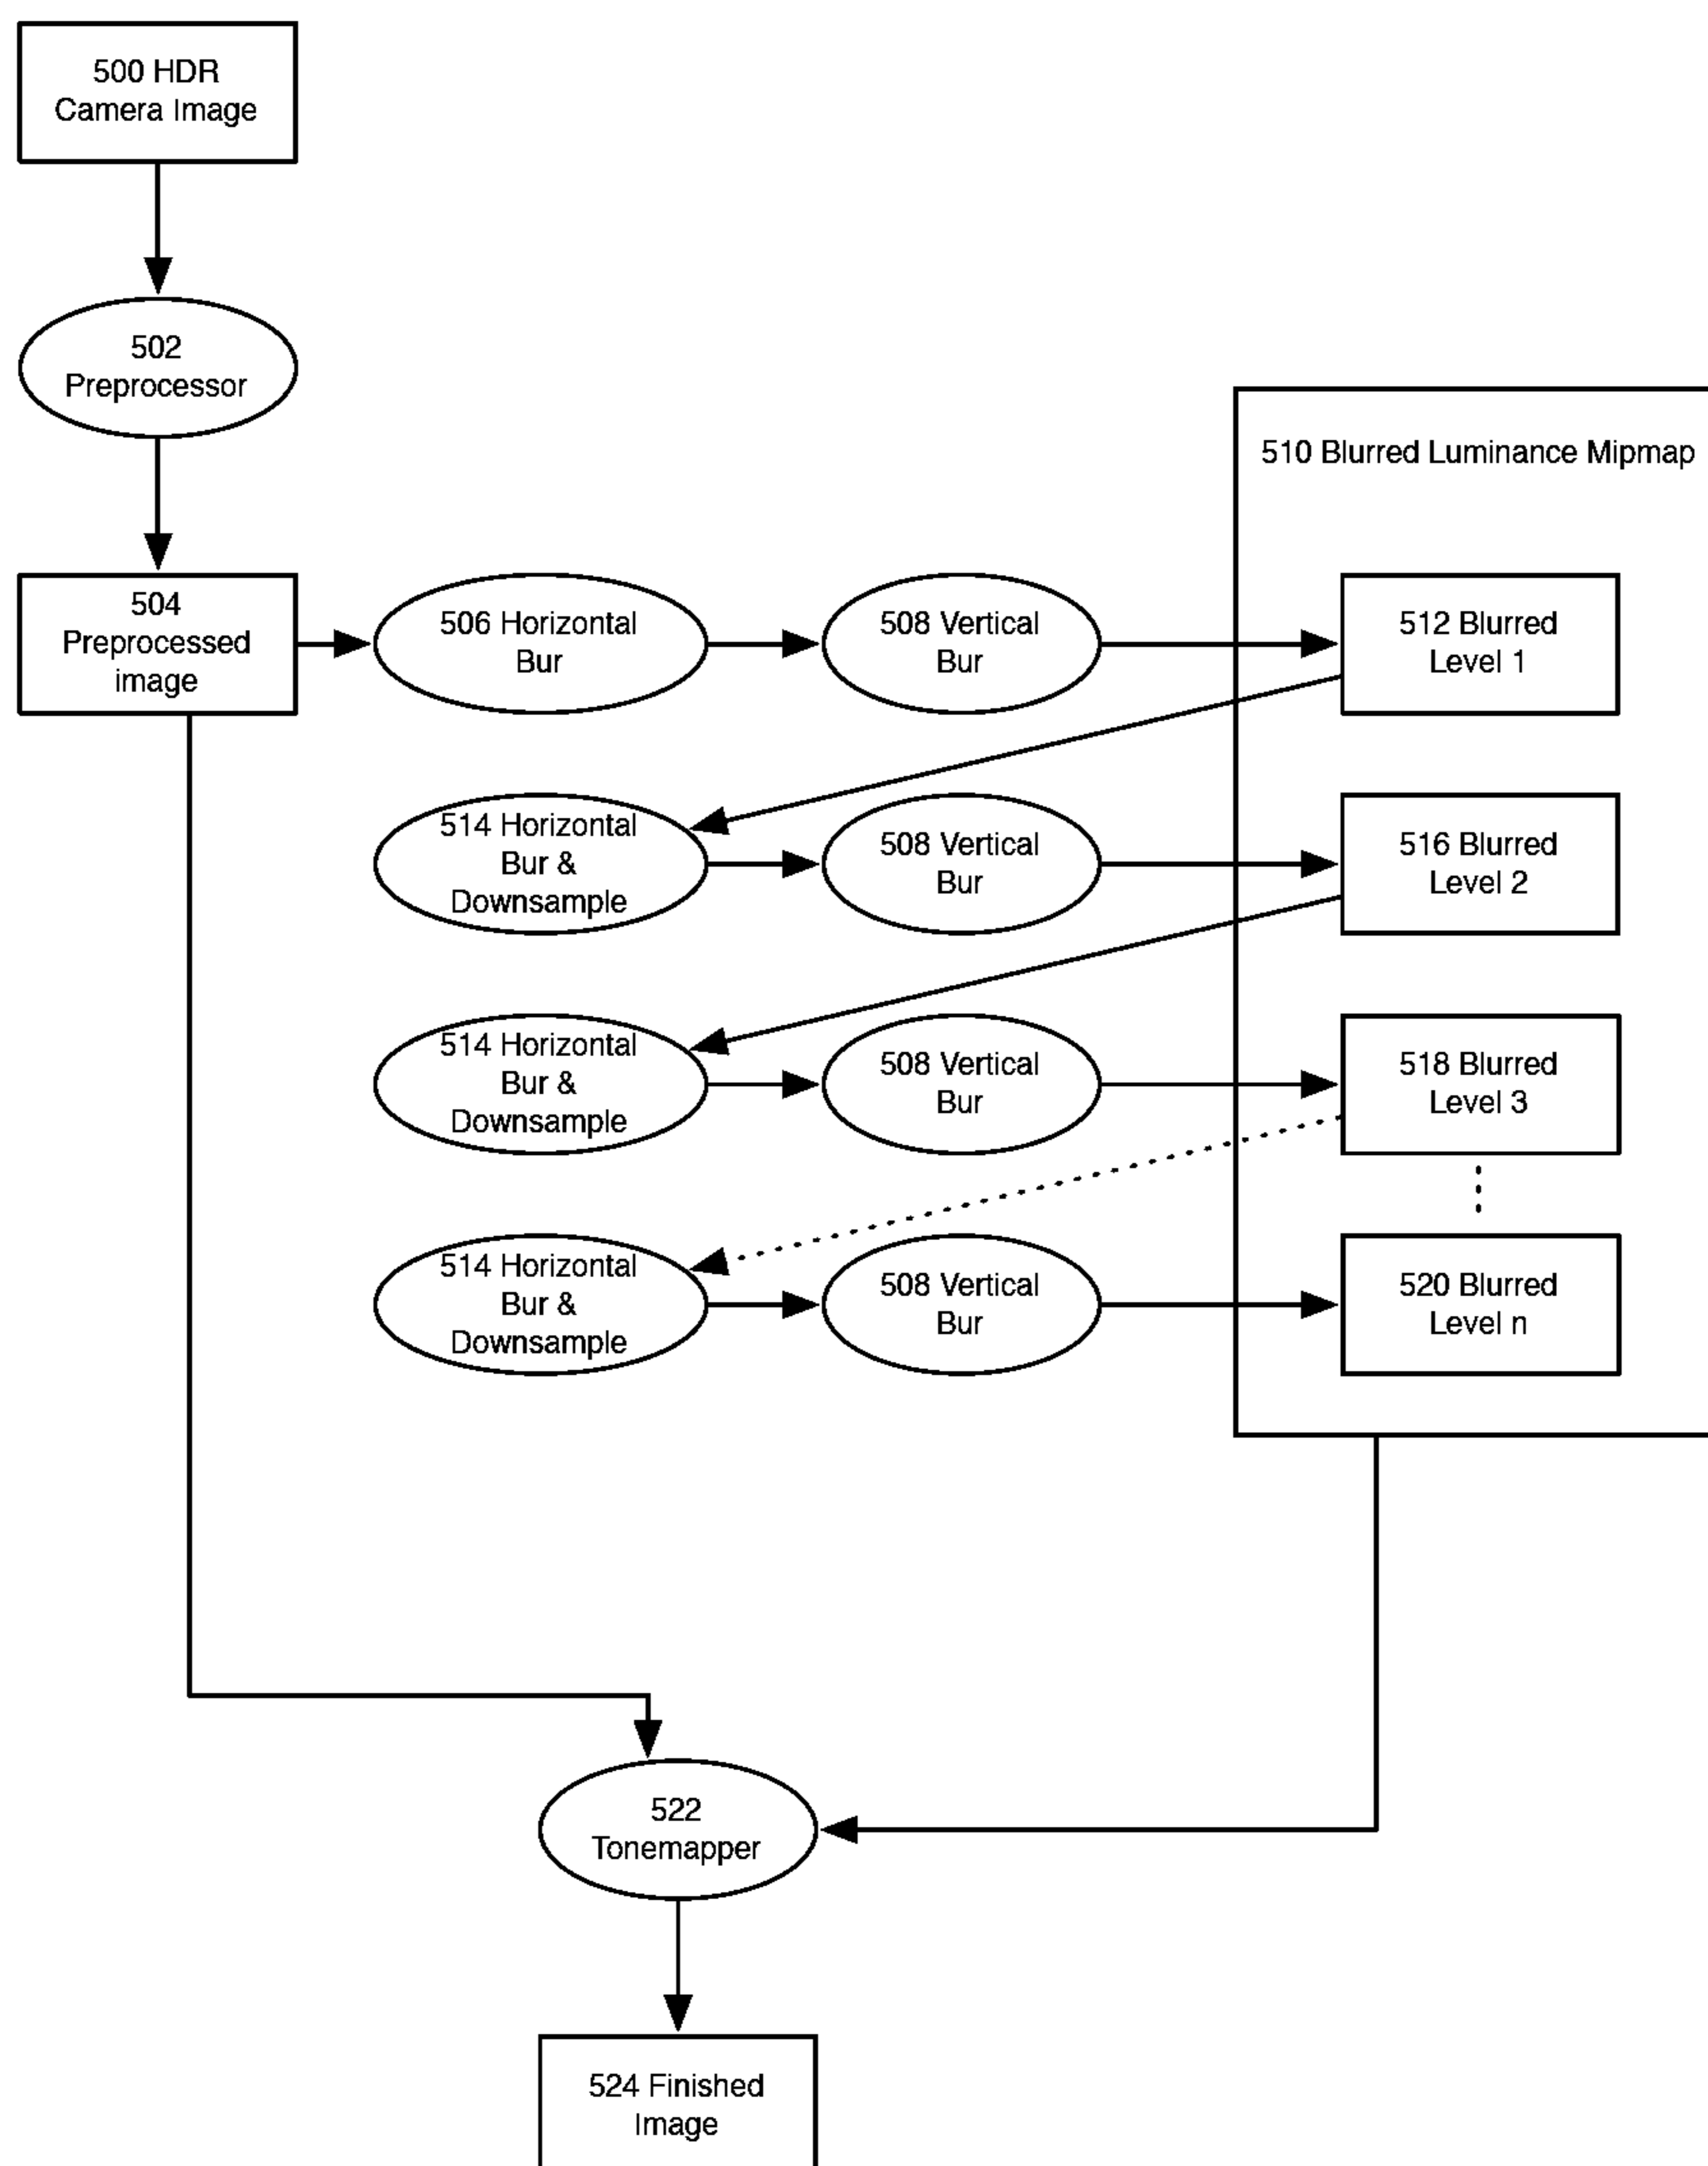 500 HDR
Camera Image
502
Preprocessor
510 Blurred Luminance Mipmap
504
Preprocessed
image
506 Horizontal
Bur
508 Vertical
Bur
512 Blurred
Level 1
514 Horizontal
Bur &
Downsample
508 Vertical
Bur
516 Blurred
Level 2
514 Horizontal
Bur &
Downsample
508 Vertical
Bur
518 Blurred
Level 3
514 Horizontal
Bur &
Downsample
508 Vertical
Bur
520 Blurred
Level n
522
Tonemapper
524 Finished
Image